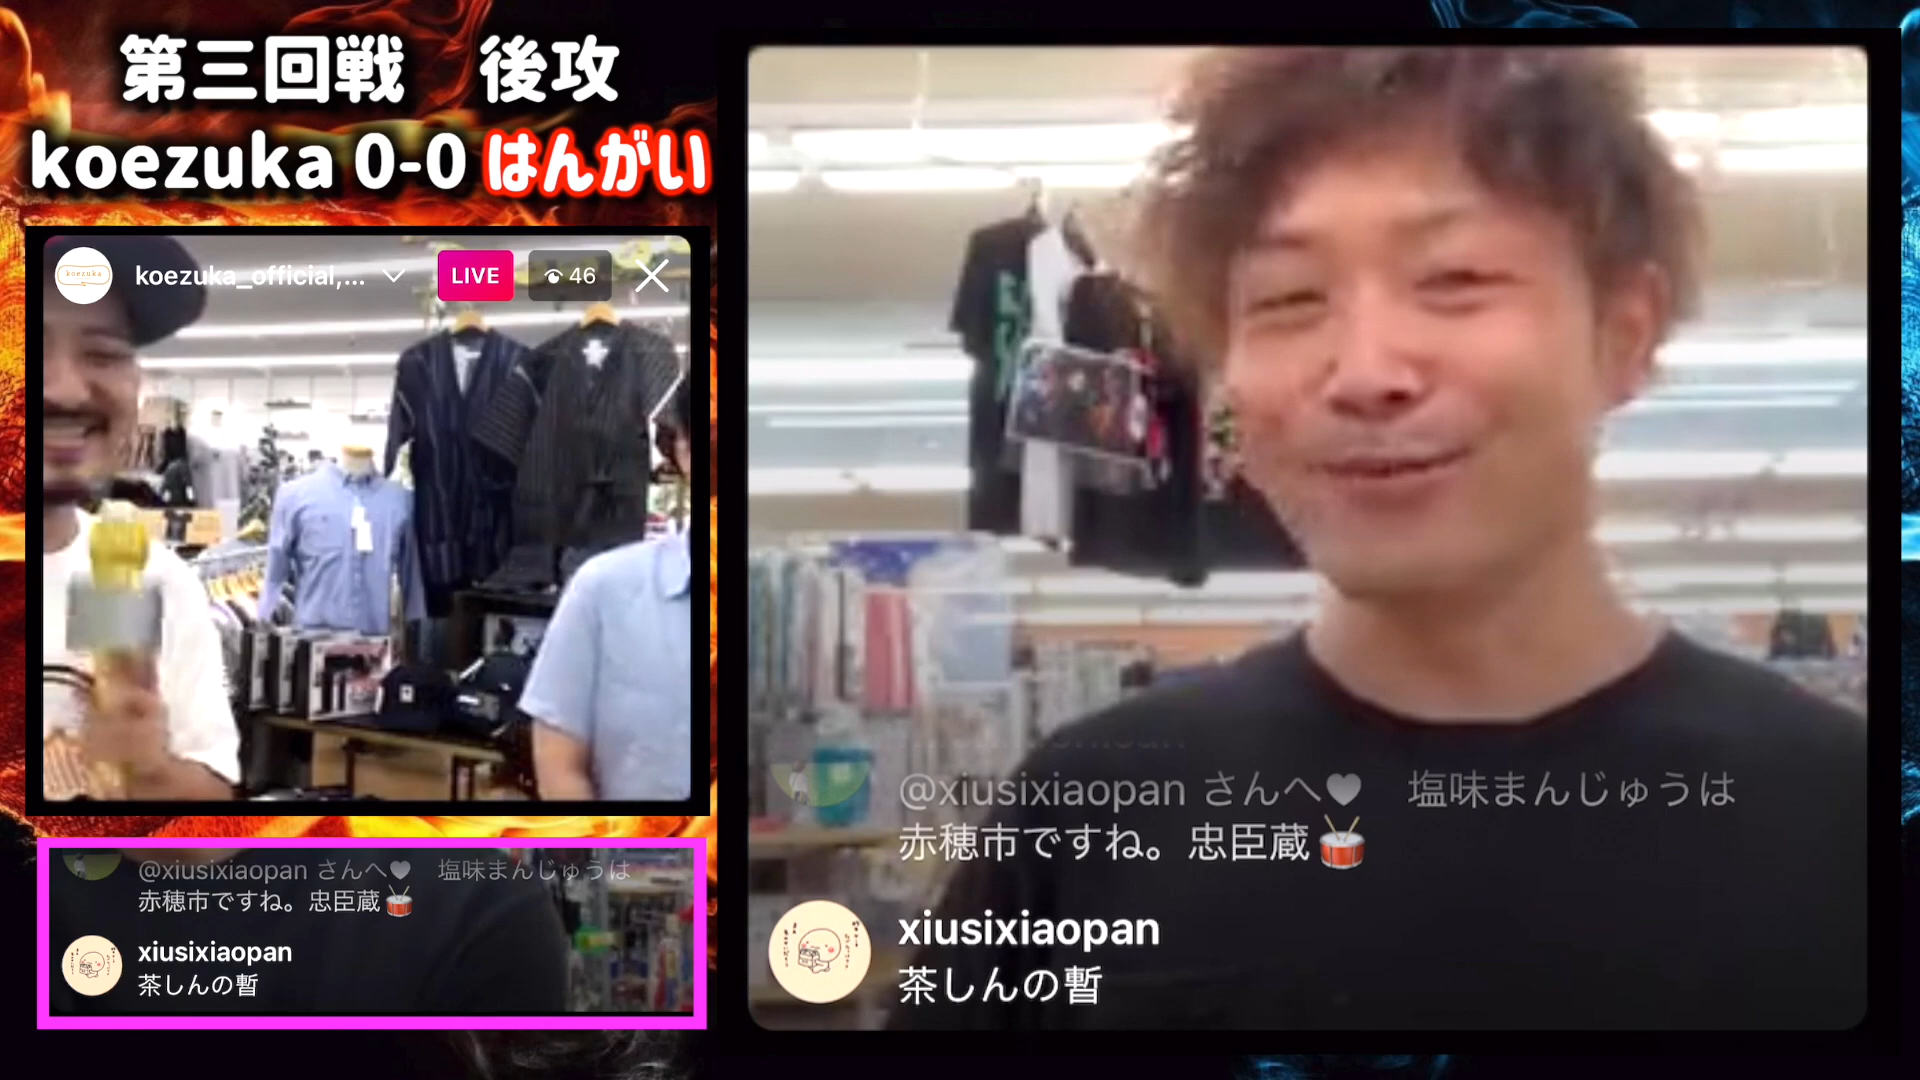 第三回戦　後攻
koezuka 0-0 はんがい
koezuka
koezuka_official,...
LIVE
46
@xiusixiaopan さんへ♥　塩味まんじゅうは
赤穂市ですね。忠臣蔵🥁
xiusixiaopan
茶しんの暫
@xiusixiaopan さんへ♥　塩味まんじゅうは
赤穂市ですね。忠臣蔵🥁
xiusixiaopan
茶しんの暫